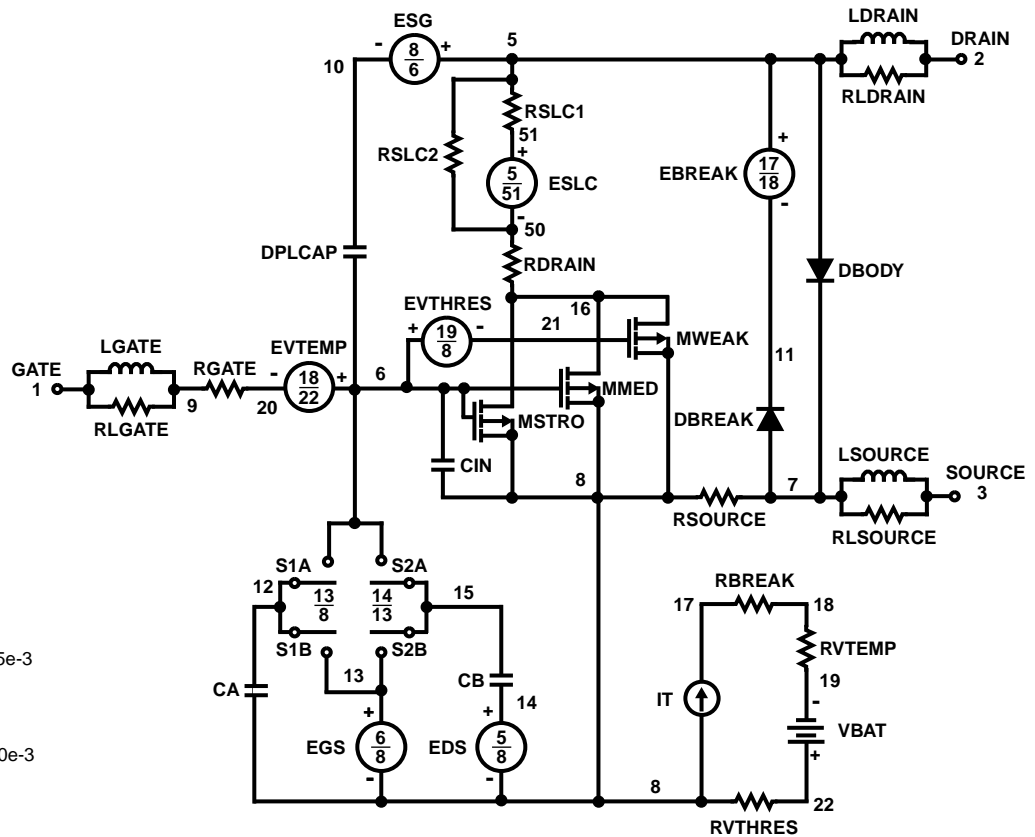 ESG
- 8/6 +
10
5
LDRAIN
DRAIN
2
RLDRAIN
RSLC1
51
+
RSLC2
5/51
ESLC
-
50
EBREAK
+
17/18
-
DPLCAP
RDRAIN
DBODY
EVTHRES
+ 19/8 -
16
21
MWEAK
11
LGATE
GATE
1
RLGATE
9
RGATE
20
EVTEMP
- 18/22 +
6
MMED
MSTRO
DBREAK
CIN
8
RSOURCE
7
LSOURCE
SOURCE
3
RLSOURCE
S1A
S2A
12
13/8
14/13
15
S1B
S2B
13
CA
CB
14
+
EGS
6/8
-
+
EDS
5/8
-
RBREAK
17
18
RVTEMP
19
-
IT
VBAT
+
8
22
RVTHRES
5e-3
0e-3